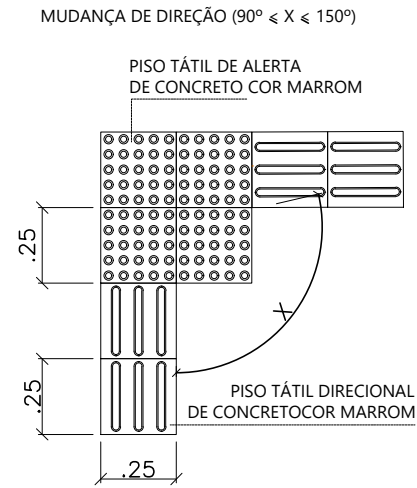 MUDANÇA DE DIREÇÃO (90º ⩽ X ⩽ 150º)
PISO TÁTIL DE ALERTA
DE CONCRETO COR MARROM
.25
X
.25
PISO TÁTIL DIRECIONAL
DE CONCRETOCOR MARROM
.25